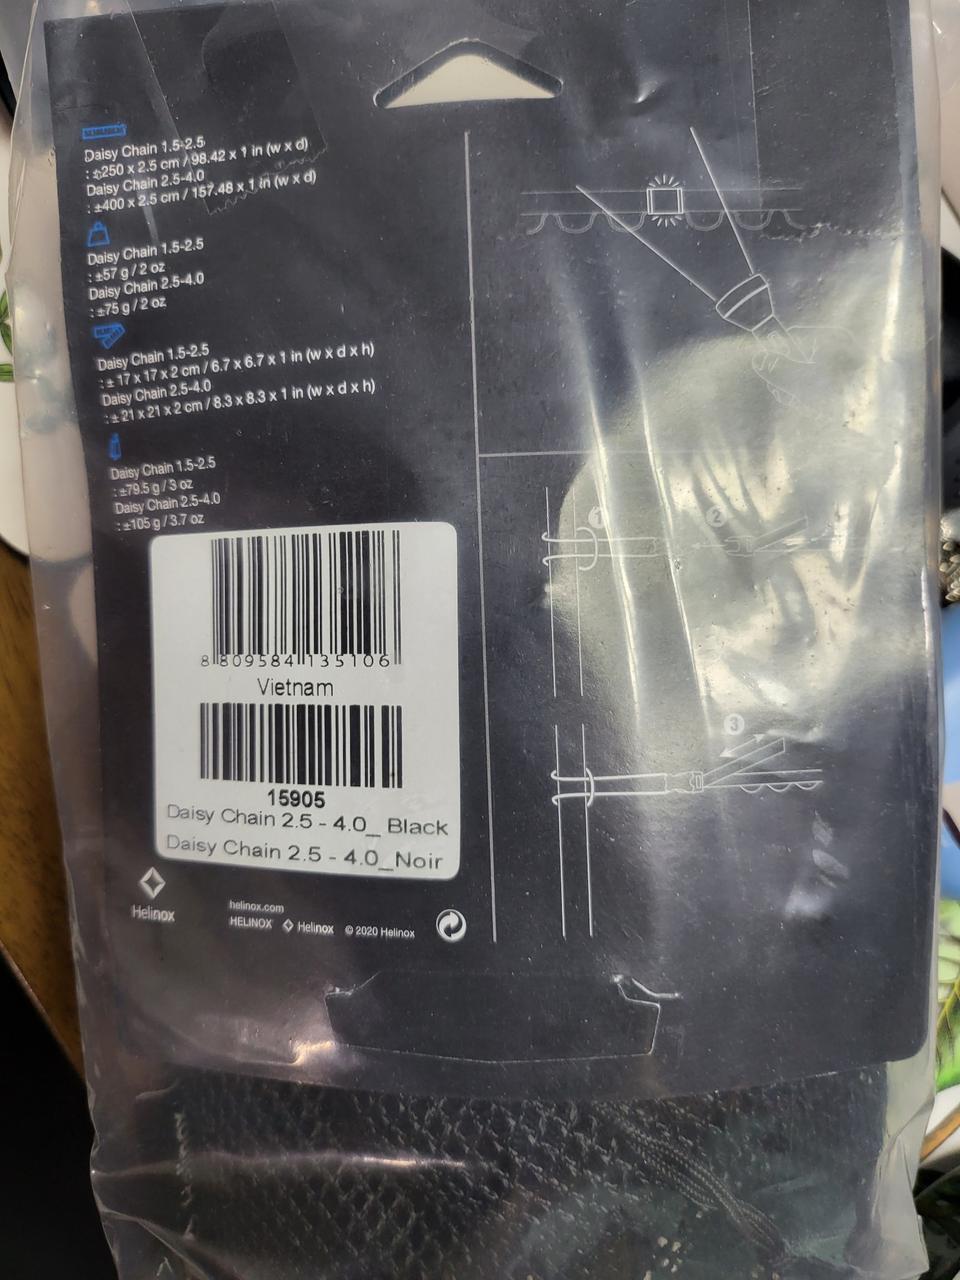 Daisy Chain 1.5-2.5
: ±250 x 2.5 cm / 98.42 x 1 in (w x d)
Daisy Chain 2.5-4.0
: ±400 x 2.5 cm / 157.48 x 1 in (w x d)
Daisy Chain 1.5-2.5
: ±57 g / 2 oz
Daisy Chain 2.5-4.0
: ±75 g / 2 oz
Daisy Chain 1.5-2.5
: ± 17 x 17 x 2 cm / 6.7 x 6.7 x 1 in (w x d x h)
Daisy Chain 2.5-4.0
: ± 21 x 21 x 2 cm / 8.3 x 8.3 x 1 in (w x d x h)
Daisy Chain 1.5-2.5
: ±79.5 g / 3 oz
Daisy Chain 2.5-4.0
: ±105 g / 3.7 oz
1
2
3
8 809584 135106
Vietnam
15905
Daisy Chain 2.5 - 4.0_ Black
Daisy Chain 2.5 - 4.0_Noir
Helinox
helinox.com
HELINOX Helinox © 2020 Helinox